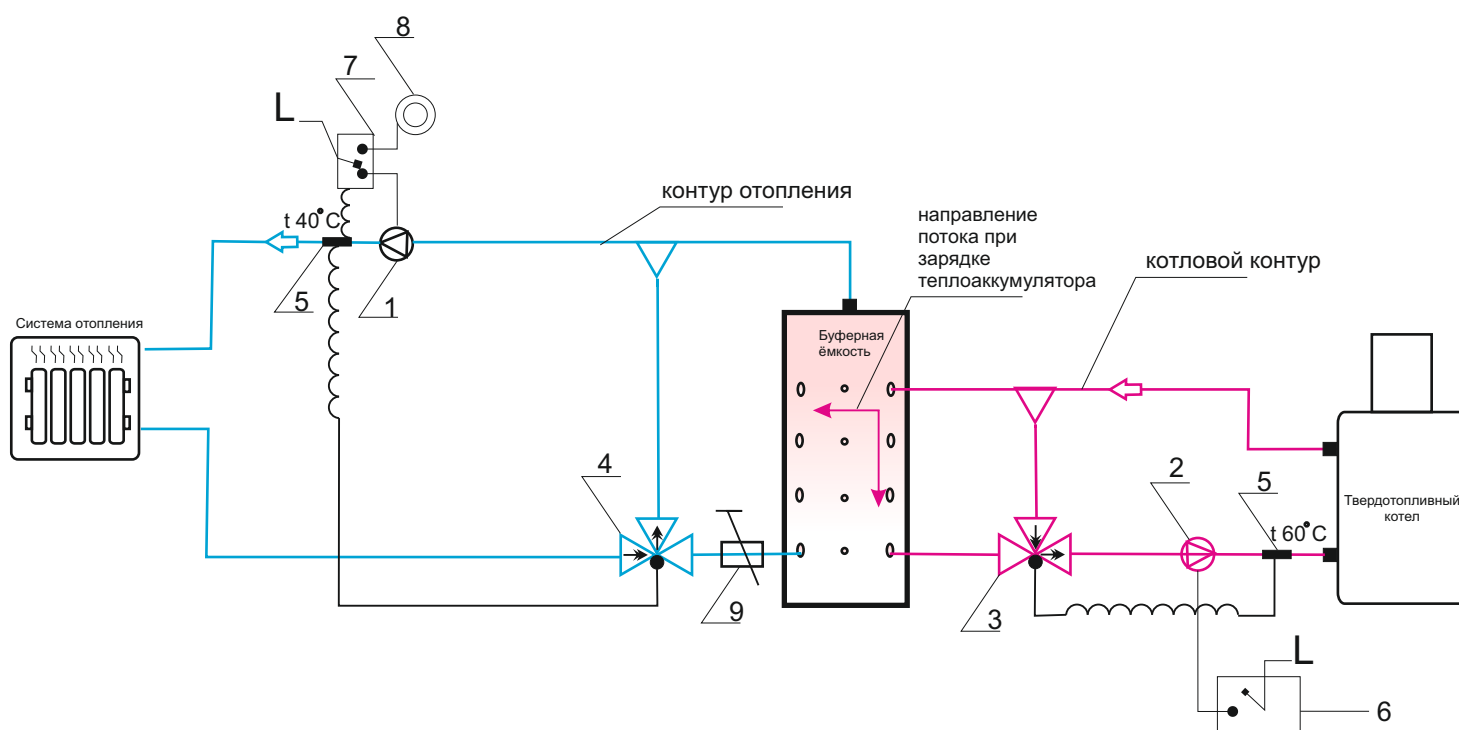 8
7
L
контур отопления
направление
потока при
зарядке
теплоаккумулятора
t 40°C
котловой контур
5
1
Система отопления
Буферная
ёмкость
4
2
5
Твердотопливный
котел
t 60°C
9
3
L
6